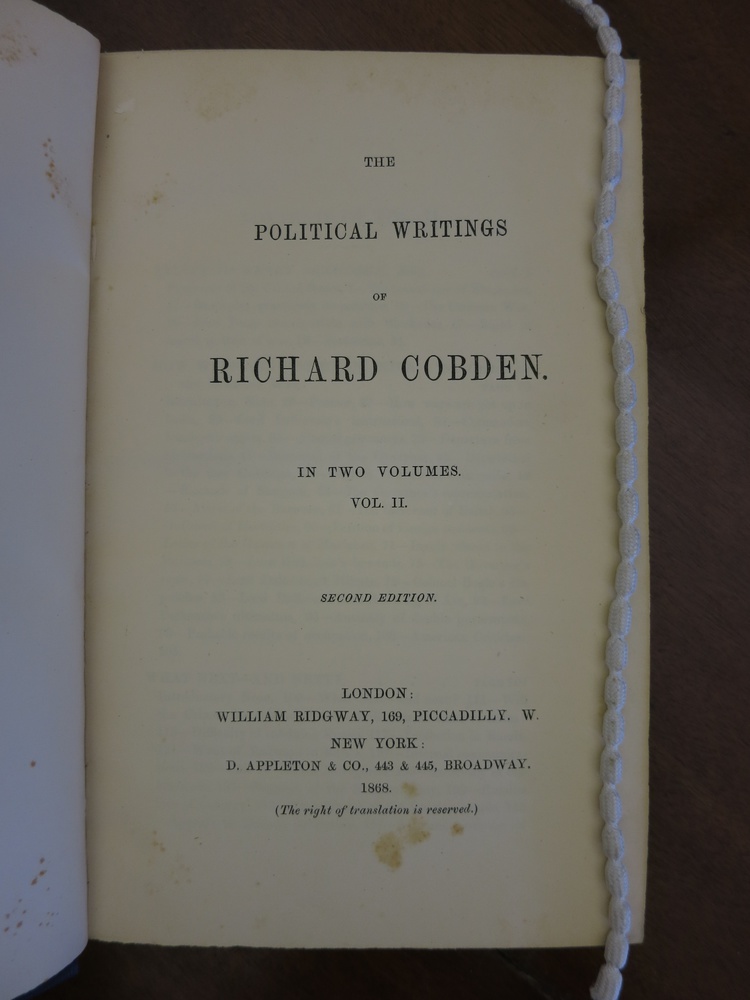 THE
POLITICAL WRITINGS
OF
RICHARD COBDEN.
IN TWO VOLUMES.
VOL. II.
SECOND EDITION.
LONDON:
WILLIAM RIDGWAY, 169, PICCADILLY. W.
NEW YORK:
D. APPLETON & CO., 443 & 445, BROADWAY.
1868.
(The right of translation is reserved.)